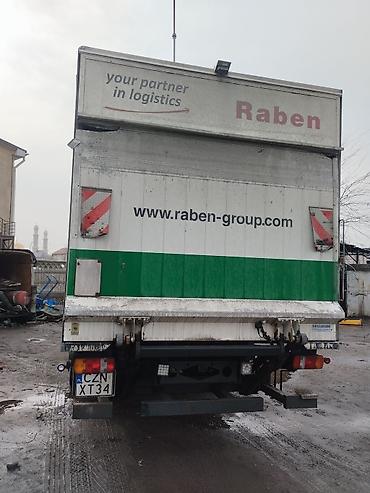 your partner
in logistics
Raben
www.raben-group.com
CZN
XT34